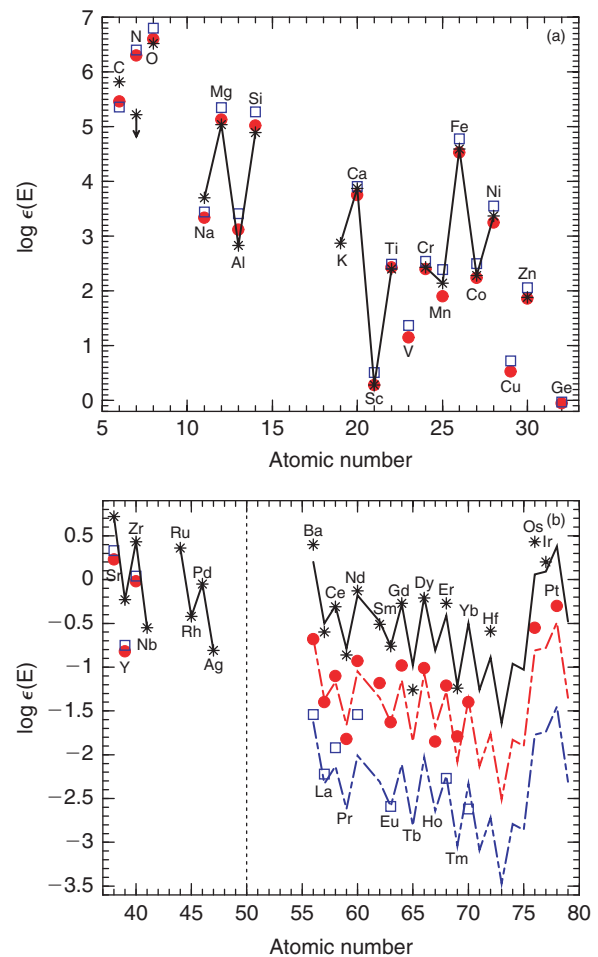 7
6
5
4
3
2
1
0
log ϵ(E)
(a)
C
N
O
Mg
Si
Na
Al
K
Ca
Sc
Ti
V
Cr
Mn
Fe
Co
Ni
Cu
Zn
Ge
5 10 15 20 25 30
Atomic number
0.5
0
−0.5
−1
−1.5
−2
−2.5
−3
−3.5
log ϵ(E)
(b)
Sr
Y
Zr
Nb
Ru
Rh
Pd
Ag
Ba
La
Ce
Pr
Nd
Sm
Eu
Gd
Tb
Dy
Ho
Er
Tm
Yb
Hf
Os
Ir
Pt
40 45 50 55 60 65 70 75 80
Atomic number